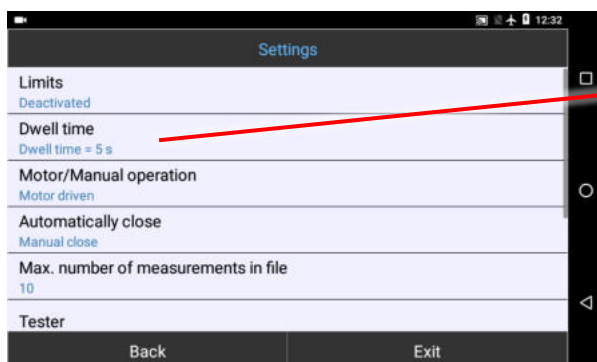 12:32
Settings
Limits
Deactivated
Dwell time
Dwell time = 5 s
Motor/Manual operation
Motor driven
Automatically close
Manual close
Max. number of measurements in file
10
Tester
Back
Exit